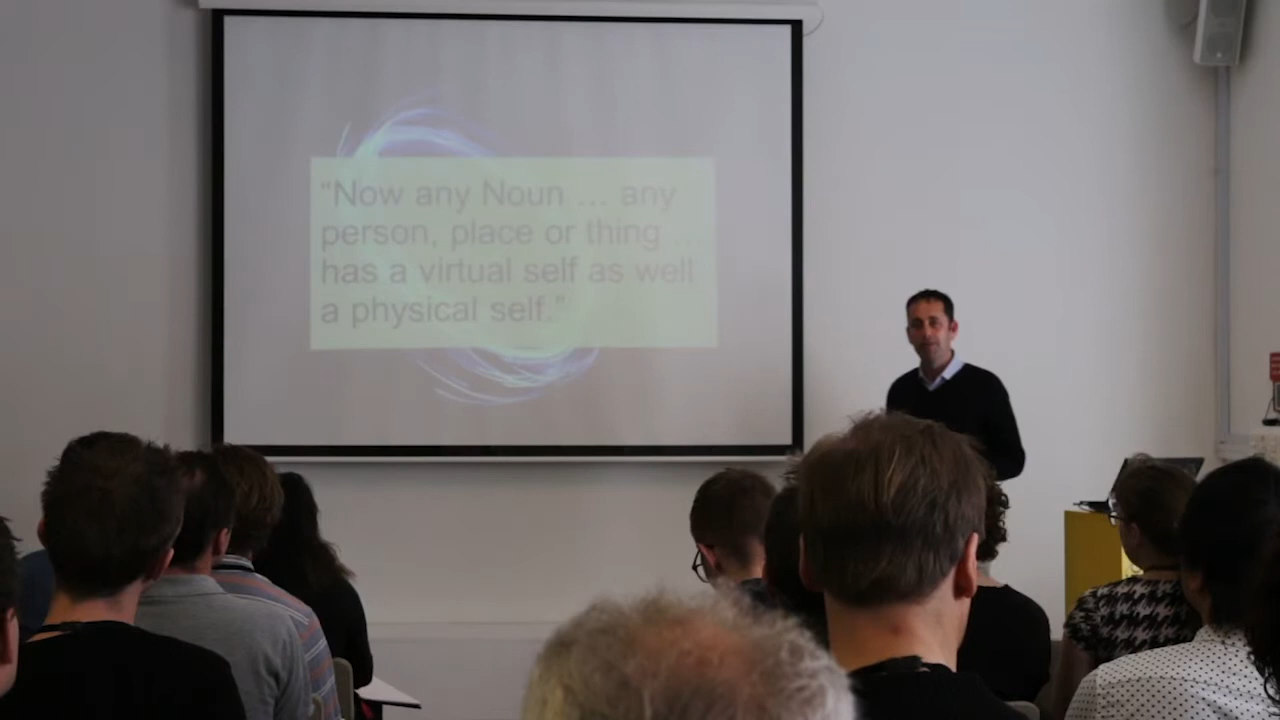 "Now any Noun ... any
person, place or thing ...
has a virtual self as well
a physical self."